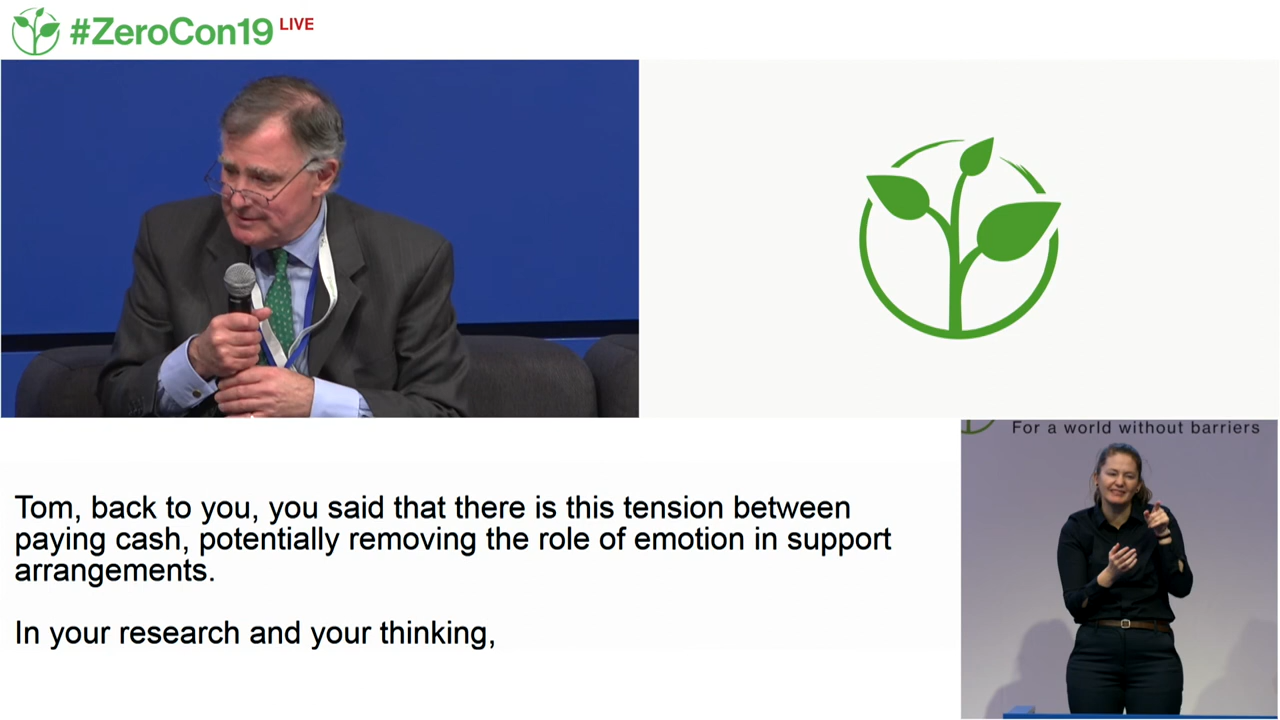 #ZeroCon19 LIVE
For a world without barriers
Tom, back to you, you said that there is this tension between
paying cash, potentially removing the role of emotion in support
arrangements.
In your research and your thinking,